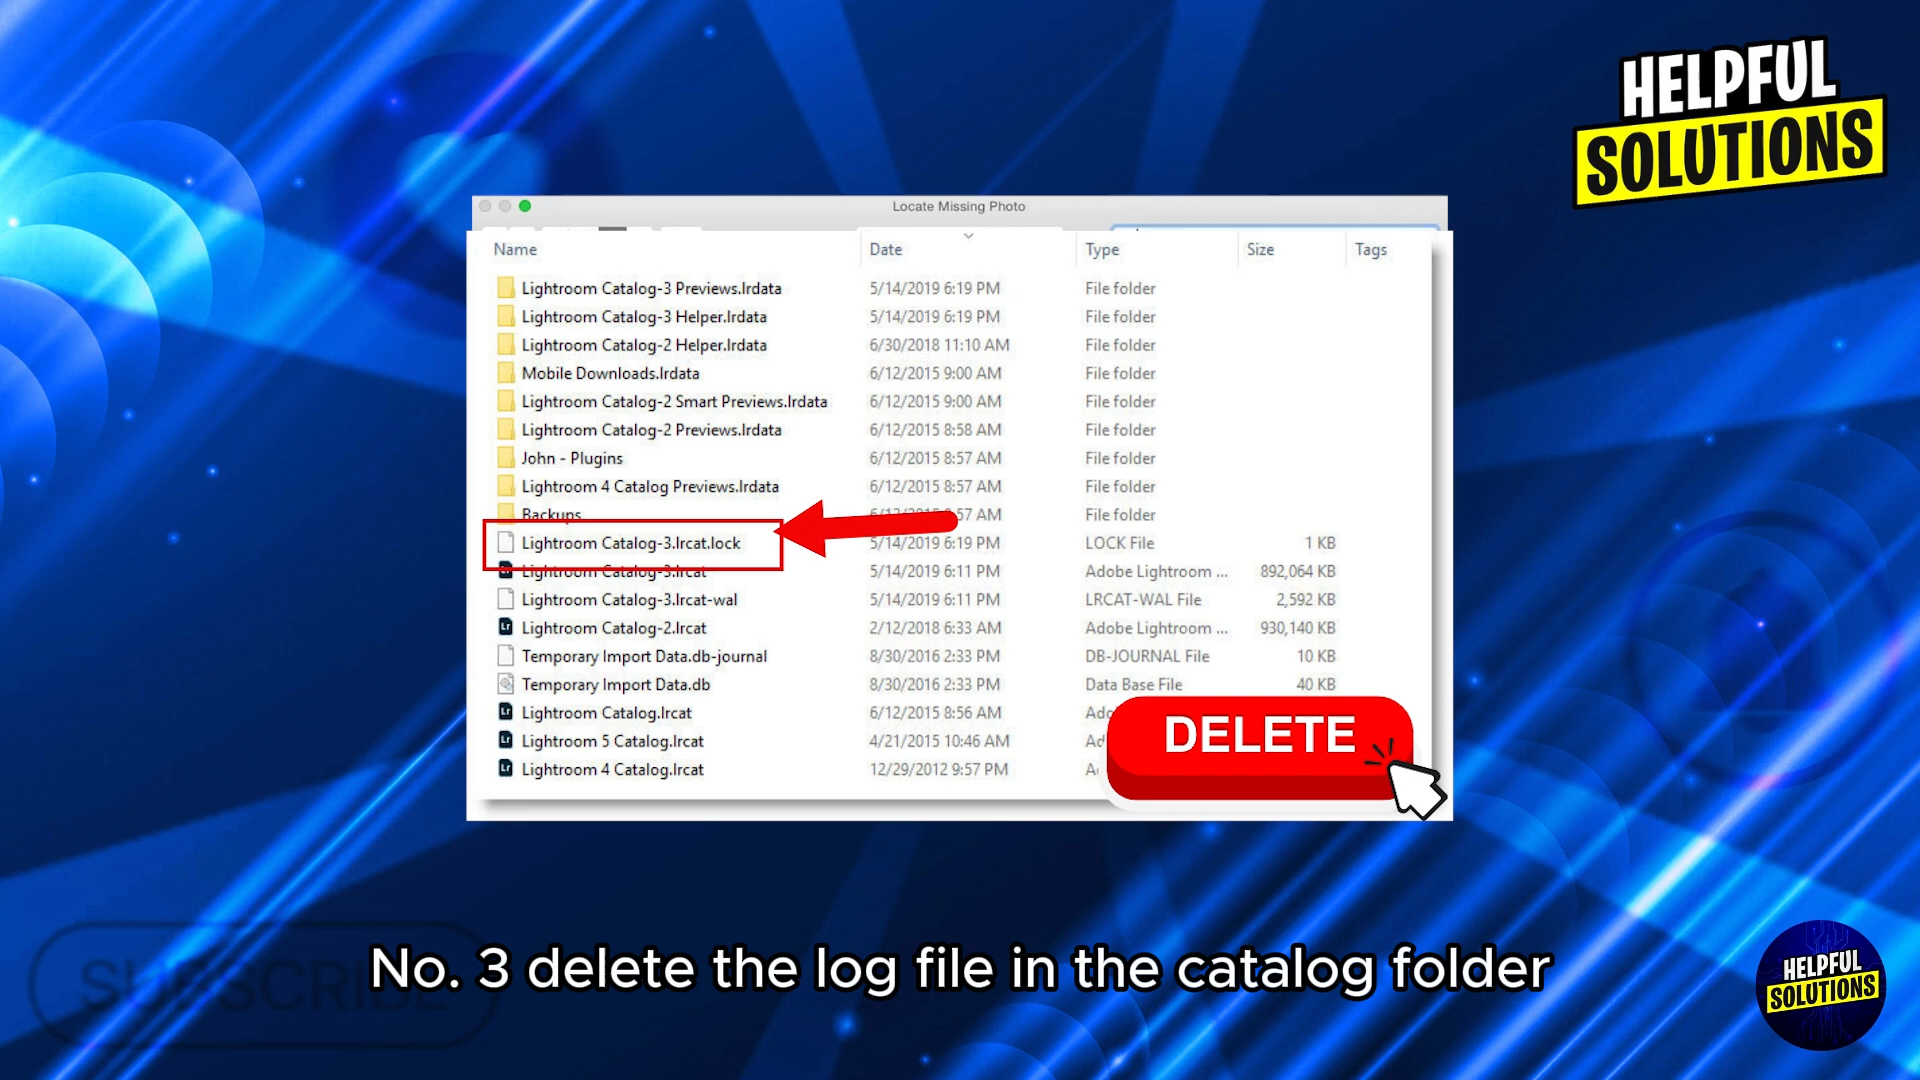 HELPFUL
SOLUTIONS
Locate Missing Photo
Name Date Type Size Tags
Lightroom Catalog-3 Previews.lrdata 5/14/2019 6:19 PM File folder
Lightroom Catalog-3 Helper.lrdata 5/14/2019 6:19 PM File folder
Lightroom Catalog-2 Helper.lrdata 6/30/2018 11:10 AM File folder
Mobile Downloads.lrdata 6/12/2015 9:00 AM File folder
Lightroom Catalog-2 Smart Previews.lrdata 6/12/2015 9:00 AM File folder
Lightroom Catalog-2 Previews.lrdata 6/12/2015 8:58 AM File folder
John - Plugins 6/12/2015 8:57 AM File folder
Lightroom 4 Catalog Previews.lrdata 6/12/2015 8:57 AM File folder
Backups 6/12/2015 8:57 AM File folder
Lightroom Catalog-3.lrcat.lock 5/14/2019 6:19 PM LOCK File 1 KB
Lightroom Catalog-3.lrcat 5/14/2019 6:11 PM Adobe Lightroom ... 892,064 KB
Lightroom Catalog-3.lrcat-wal 5/14/2019 6:11 PM LRCAT-WAL File 2,592 KB
Lightroom Catalog-2.lrcat 2/12/2018 6:33 AM Adobe Lightroom ... 930,140 KB
Temporary Import Data.db-journal 8/30/2016 2:33 PM DB-JOURNAL File 10 KB
Temporary Import Data.db 8/30/2016 2:33 PM Data Base File 40 KB
Lightroom Catalog.lrcat 6/12/2015 8:56 AM
Lightroom 5 Catalog.lrcat 4/21/2015 10:46 AM
Lightroom 4 Catalog.lrcat 12/29/2012 9:57 PM
DELETE
SUBSCRIBE
No. 3 delete the log file in the catalog folder
HELPFUL
SOLUTIONS